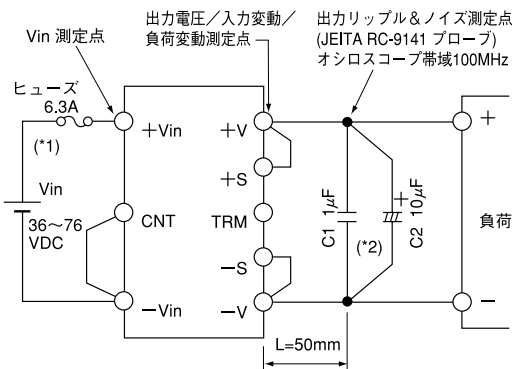 Vin 測定点
出力電圧／入力変動／
負荷変動測定点
出力リップル＆ノイズ測定点
(JEITA RC-9141 プローブ)
オシロスコープ帯域100MHz
ヒューズ
6.3A
(*1)
Vin
36～76
VDC
+Vin
CNT
−Vin
+V
+S
TRM
−S
−V
C1 1μF
(*2)
+
C2 10μF
+
負荷
−
L=50mm